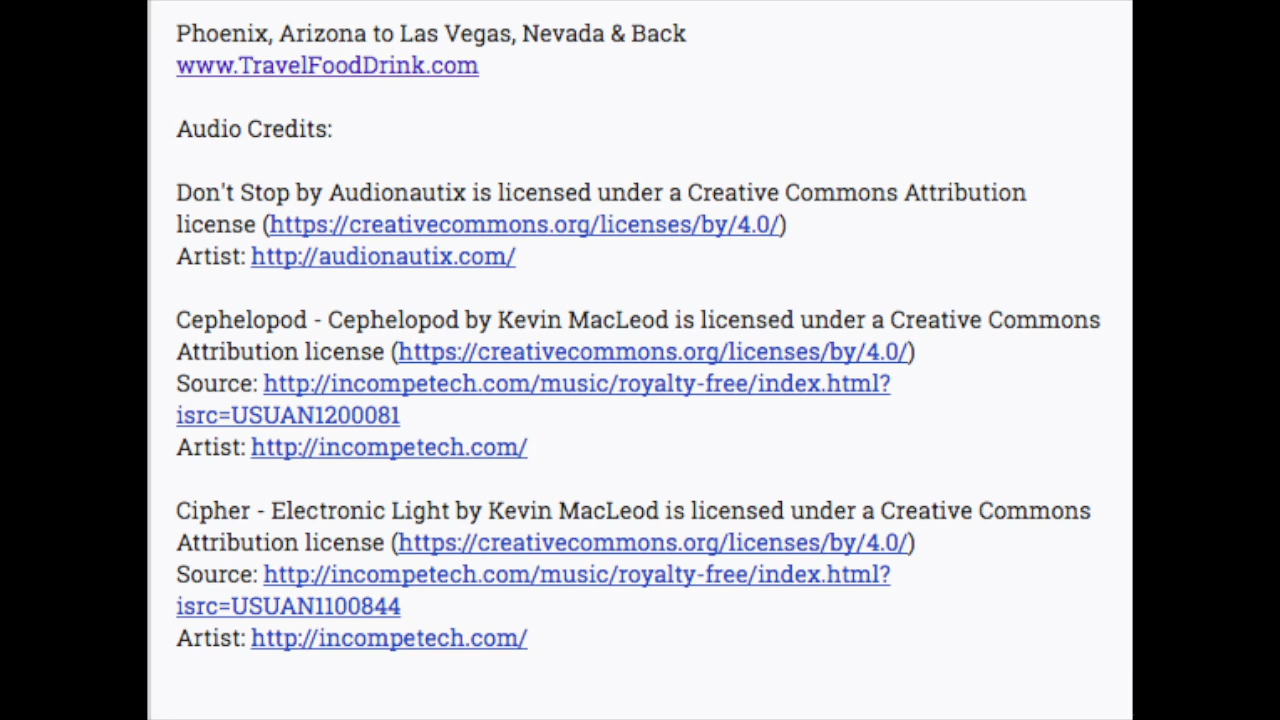 Phoenix, Arizona to Las Vegas, Nevada & Back
www.TravelFoodDrink.com
Audio Credits:
Don't Stop by Audionautix is licensed under a Creative Commons Attribution
license (https://creativecommons.org/licenses/by/4.0/)
Artist: http://audionautix.com/
Cephelopod - Cephelopod by Kevin MacLeod is licensed under a Creative Commons
Attribution license (https://creativecommons.org/licenses/by/4.0/)
Source: http://incompetech.com/music/royalty-free/index.html?
isrc=USUAN1200081
Artist: http://incompetech.com/
Cipher - Electronic Light by Kevin MacLeod is licensed under a Creative Commons
Attribution license (https://creativecommons.org/licenses/by/4.0/)
Source: http://incompetech.com/music/royalty-free/index.html?
isrc=USUAN1100844
Artist: http://incompetech.com/